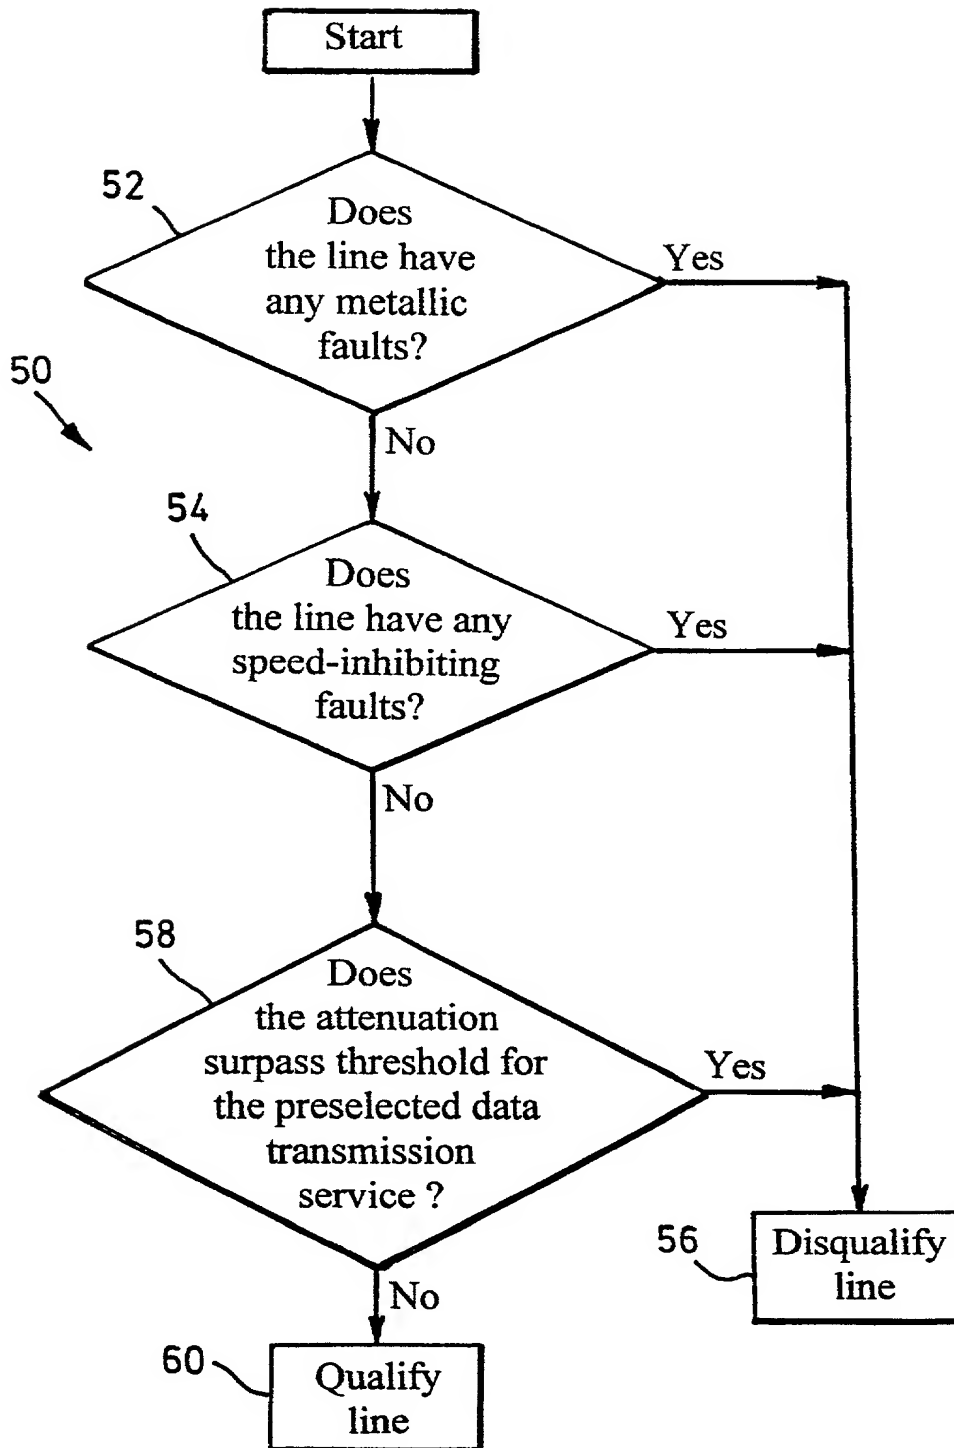 Start
52
Does
the line have
any metallic
faults?
Yes
50
No
54
Does
the line have any
speed-inhibiting
faults?
Yes
No
58
Does
the attenuation
surpass threshold for
the preselected data
transmission
service ?
Yes
56
Disqualify
line
No
60
Qualify
line